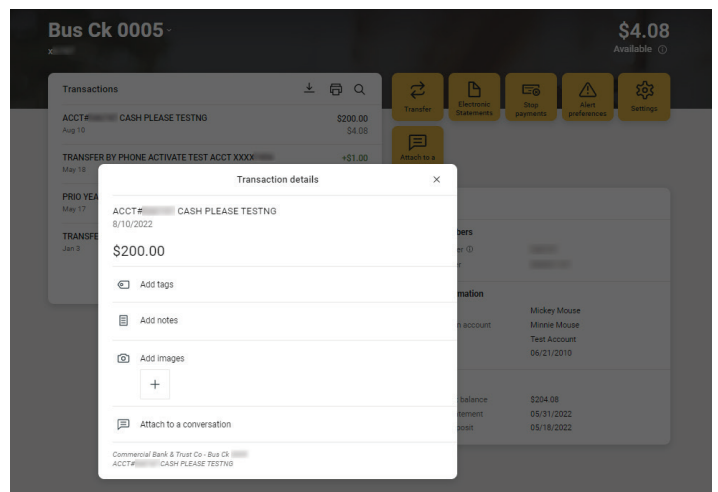 Bus Ck 0005
$4.08
Available
Transactions
Transfer
Electronic Statements
Stop payments
Alert preferences
Settings
ACCT# CASH PLEASE TESTNG
$200.00
Aug 10
$4.08
Attach to a
TRANSFER BY PHONE ACTIVATE TEST ACCT XXXX
+$1.00
May 18
PRIO YEA
May 17
TRANSFE
Jan 3
Transaction details
ACCT# CASH PLEASE TESTNG
8/10/2022
$200.00
Add tags
Add notes
Add images
Attach to a conversation
Commercial Bank & Trust Co - Bus Ck
ACCT# CASH PLEASE TESTNG
bers
er
r
mation
Mickey Mouse
n account
Minnie Mouse
Test Account
06/21/2010
balance
$204.08
tement
05/31/2022
posit
05/18/2022